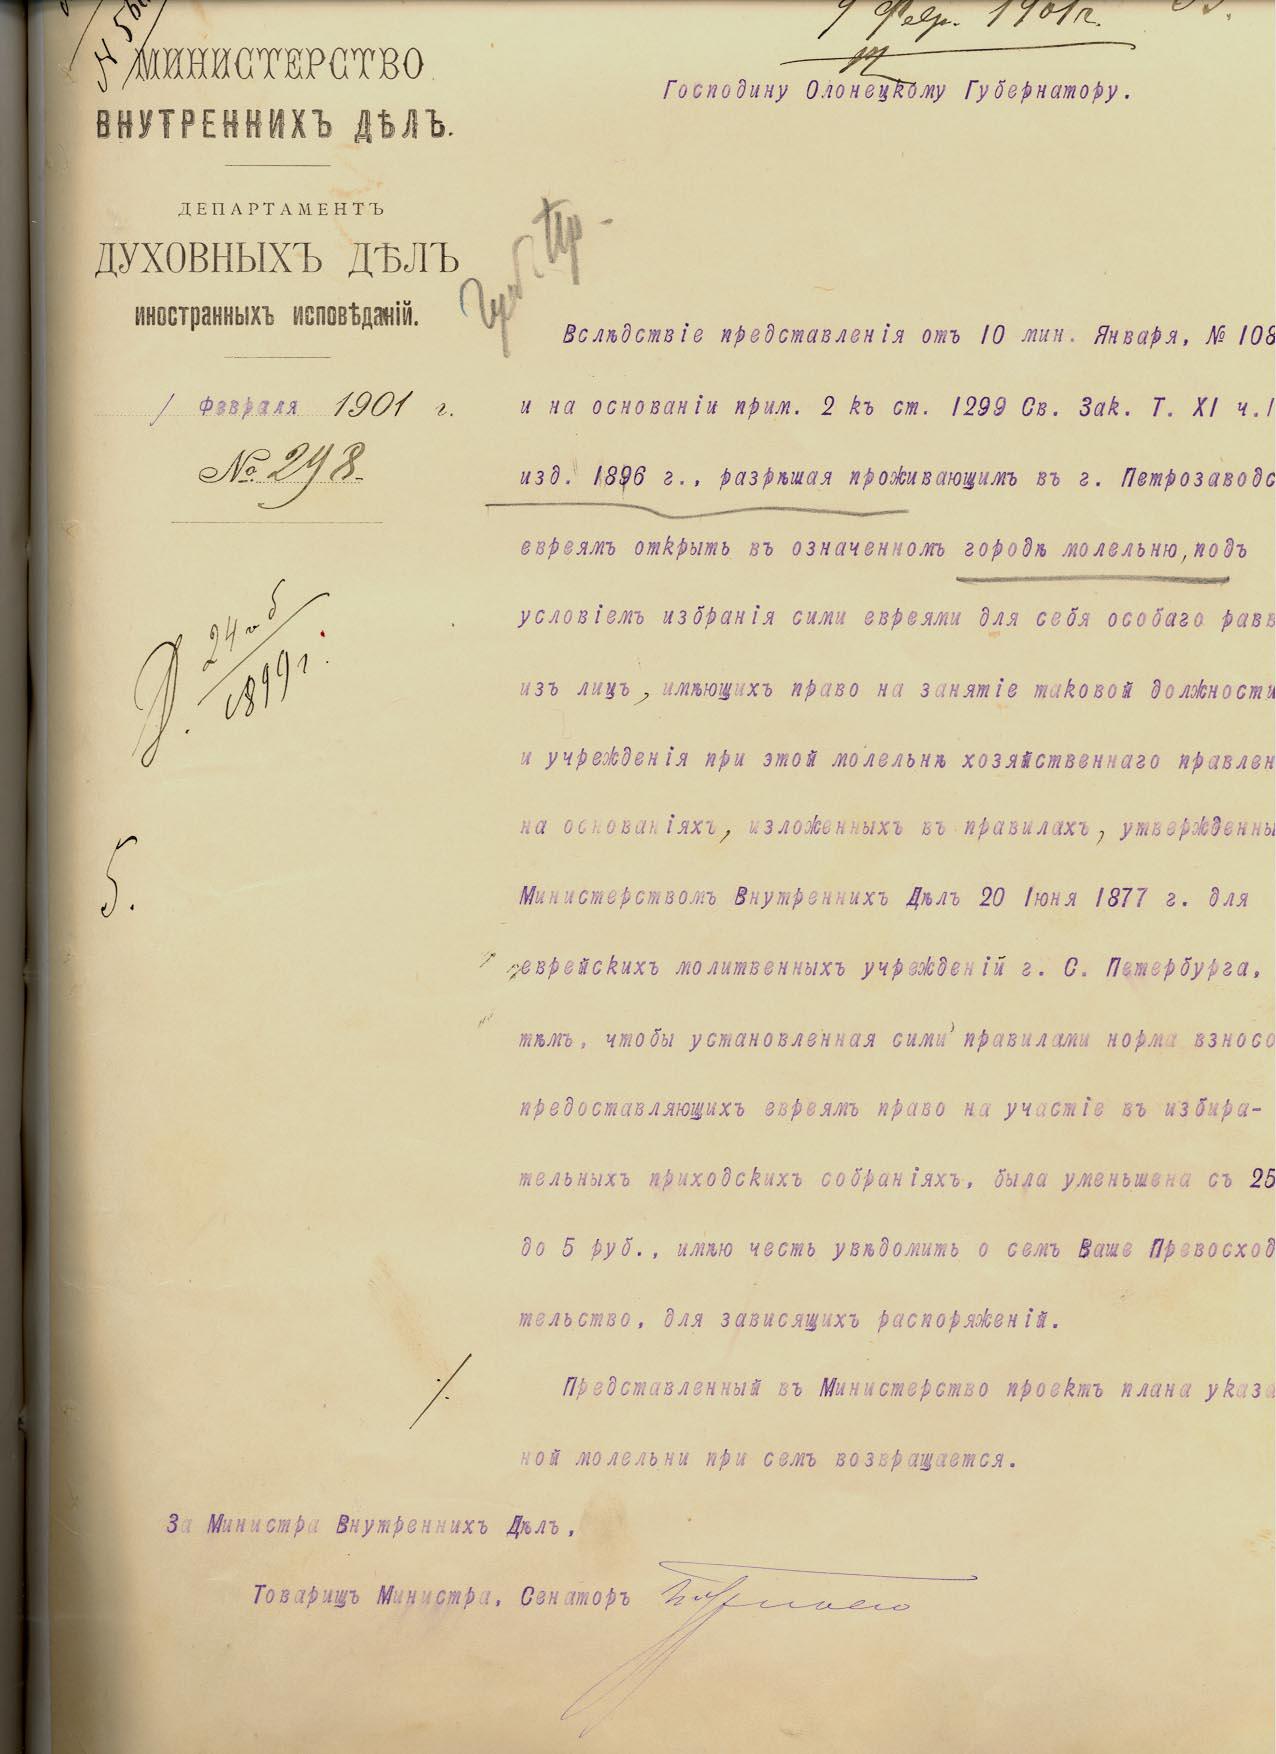 9 Февр. 1901 г.
МИНИСТЕРСТВО
ВНУТРЕННИХЪ ДѢЛЪ.
ДЕПАРТАМЕНТЪ
ДУХОВНЫХЪ ДѢЛЪ
ИНОСТРАННЫХЪ ИСПОВѢДАНІЙ.
1 Февраля 1901 г.
№ 298
Д. 24 об
1899 г.
5.
Господину Олонецкому Губернатору.
Вслѣдствіе представленія отъ 10 мин. Января, № 108
и на основаніи прим. 2 къ ст. 1299 Св. Зак. Т. XI ч.1
изд. 1896 г., разрѣшая проживающимъ въ г. Петрозаводс
евреямъ открыть въ означенномъ городѣ молельню, подъ
условіемъ избранія сими евреями для себя особаго равв
изъ лицъ, имѣющихъ право на занятіе таковой должности
и учрежденія при этой молельнѣ хозяйственнаго правлен
на основаніяхъ, изложенныхъ въ правилахъ, утвержденны
Министерствомъ Внутреннихъ Дѣлъ 20 Іюня 1877 г. для
еврейскихъ молитвенныхъ учрежденій г. С. Петербурга,
тѣмъ, чтобы установленная сими правилами норма взносо
предоставляющихъ евреямъ право на участіе въ избира-
тельныхъ приходскихъ собраніяхъ, была уменьшена съ 25
до 5 руб., имѣю честь увѣдомить о семъ Ваше Превосход
тельство, для зависящихъ распоряженій.
Представленный въ Министерство проектъ плана указа
ной молельни при семъ возвращается.
За Министра Внутреннихъ Дѣлъ,
Товарищъ Министра, Сенаторъ